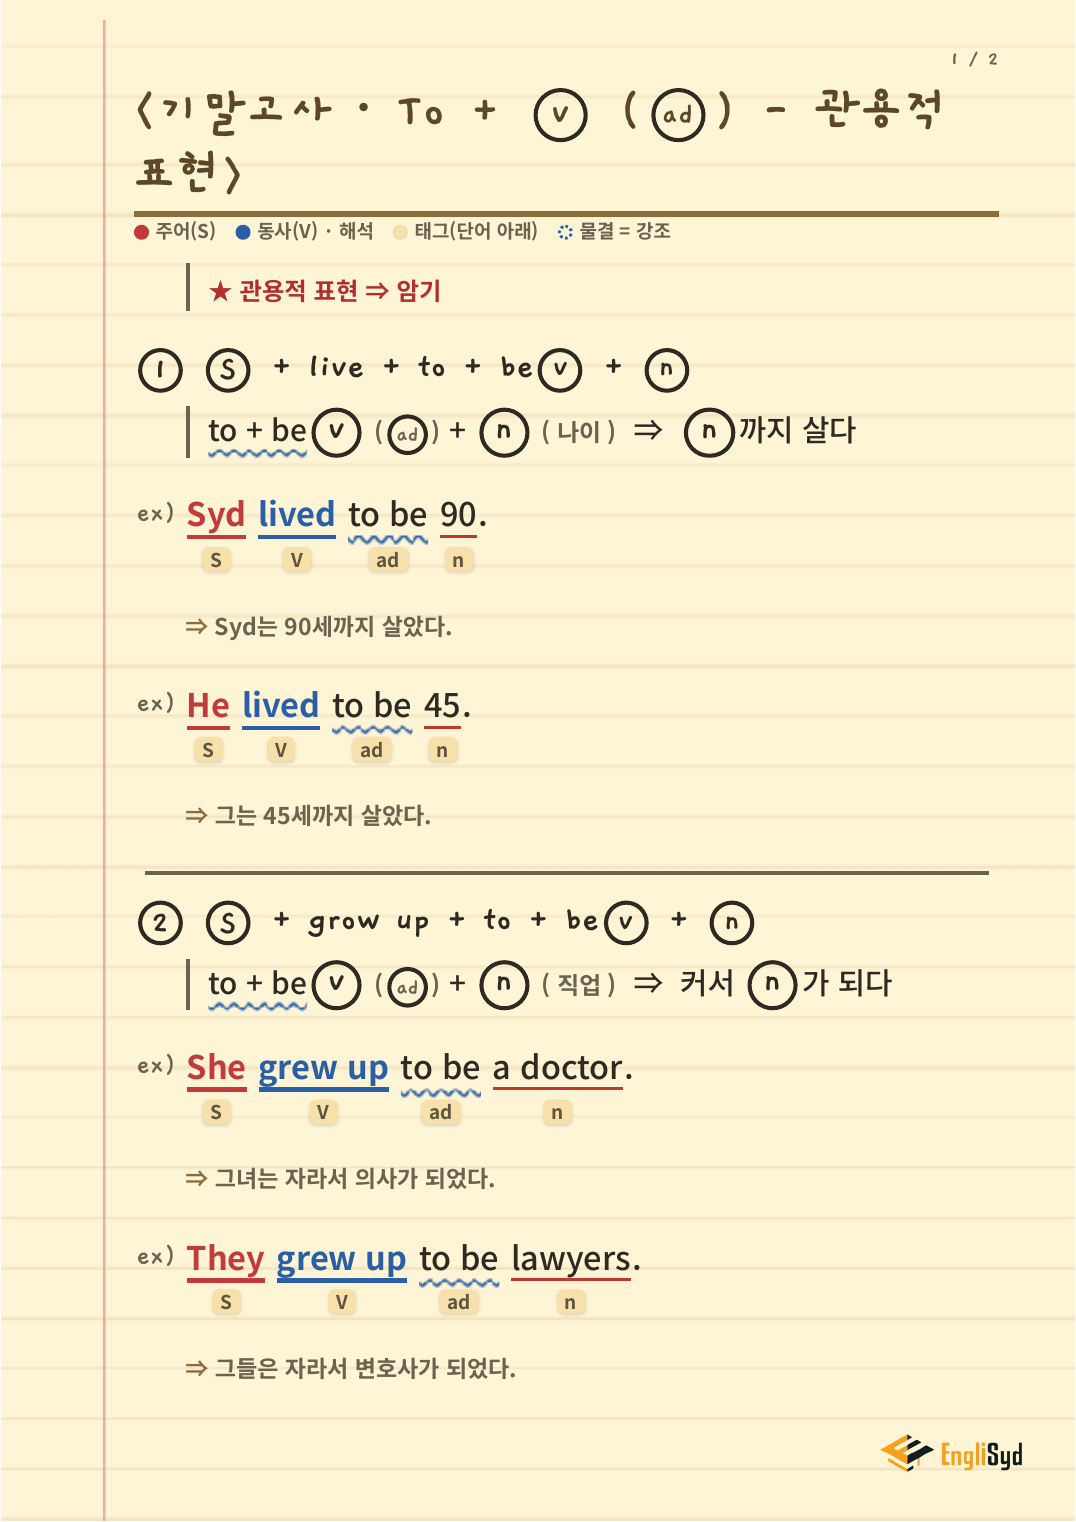 1 / 2
<기말고사 · To + v (ad) - 관용적
표현>
주어(S) 동사(V) · 해석 태그(단어 아래) 물결 = 강조
★ 관용적 표현 ⇒ 암기
1 S + live + to + be v + n
to + be v (ad) + n (나이) ⇒ n까지 살다
ex) Syd lived to be 90.
S V ad n
⇒ Syd는 90세까지 살았다.
ex) He lived to be 45.
S V ad n
⇒ 그는 45세까지 살았다.
2 S + grow up + to + be v + n
to + be v (ad) + n (직업) ⇒ 커서 n가 되다
ex) She grew up to be a doctor.
S V ad n
⇒ 그녀는 자라서 의사가 되었다.
ex) They grew up to be lawyers.
S V ad n
⇒ 그들은 자라서 변호사가 되었다.
EngliSyd